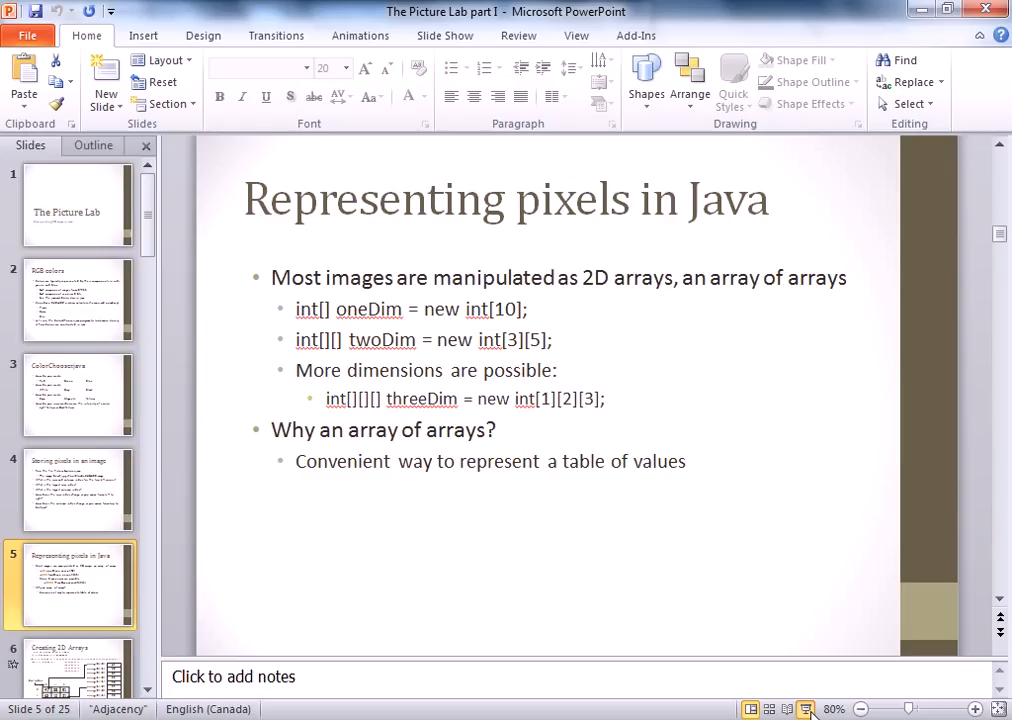 The Picture Lab part I - Microsoft PowerPoint
File Home Insert Design Transitions Animations Slide Show Review View Add-Ins
Paste
Clipboard
New Slide
Layout
Reset
Section
Slides
20
Font
Paragraph
Shapes
Arrange
Quick Styles
Shape Fill
Shape Outline
Shape Effects
Drawing
Find
Replace
Select
Editing
Slides Outline
1
The Picture Lab
2
RGB colors
3
ColorChooser.java
4
Storing pixels in an image
5
Representing pixels in Java
6
Creating 2D Arrays
Representing pixels in Java
• Most images are manipulated as 2D arrays, an array of arrays
• int[] oneDim = new int[10];
• int[][] twoDim = new int[3][5];
• More dimensions are possible:
• int[][][] threeDim = new int[1][2][3];
• Why an array of arrays?
• Convenient way to represent a table of values
Click to add notes
Slide 5 of 25 "Adjacency" English (Canada) 80%